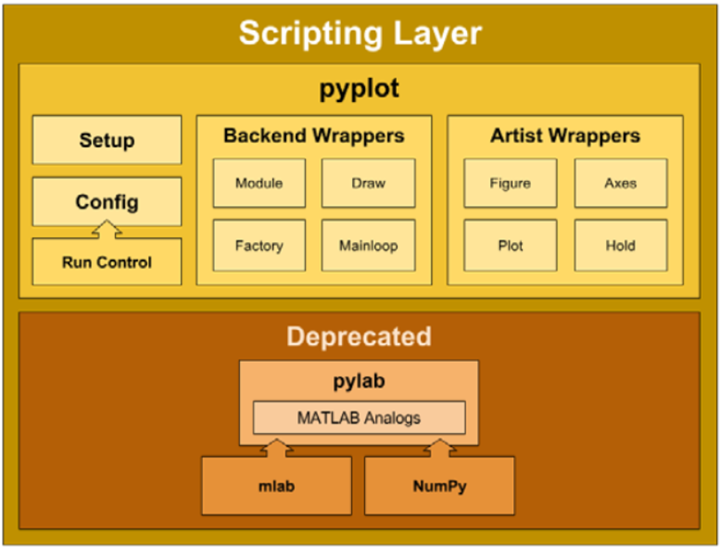 Scripting Layer
pyplot
Setup
Config
Run Control
Backend Wrappers
Module
Draw
Factory
Mainloop
Artist Wrappers
Figure
Axes
Plot
Hold
Deprecated
pylab
MATLAB Analogs
mlab
NumPy